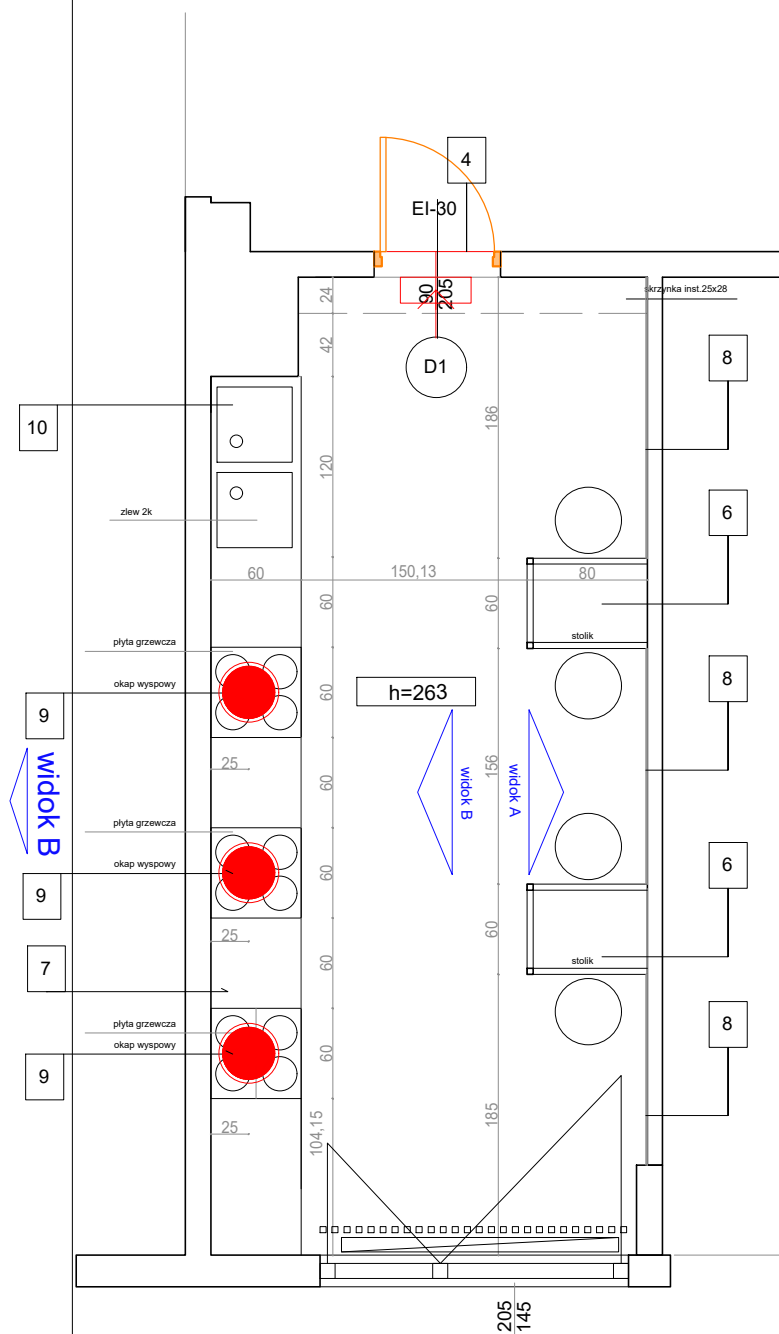 4
EI-30
90
205
skrzynka inst.25x28
24
42
D1
8
10
186
120
6
zlew 2k
60
150,13
80
60
60
płyta grzewcza
stolik
okap wyspowy
60
h=263
8
9
25
60
156
widok B
widok A
widok B
płyta grzewcza
okap wyspowy
60
6
9
25
60
60
7
stolik
płyta grzewcza
okap wyspowy
60
8
9
25
104,15
185
205
145